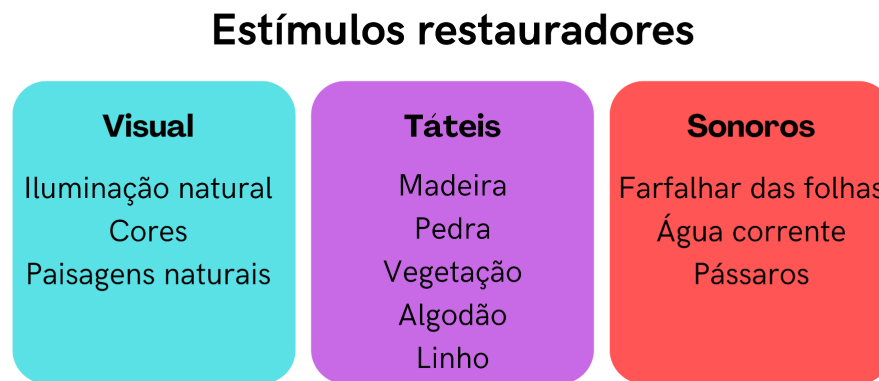 Estímulos restauradores
Visual
Iluminação natural
Cores
Paisagens naturais
Táteis
Madeira
Pedra
Vegetação
Algodão
Linho
Sonoros
Farfalhar das folhas
Água corrente
Pássaros